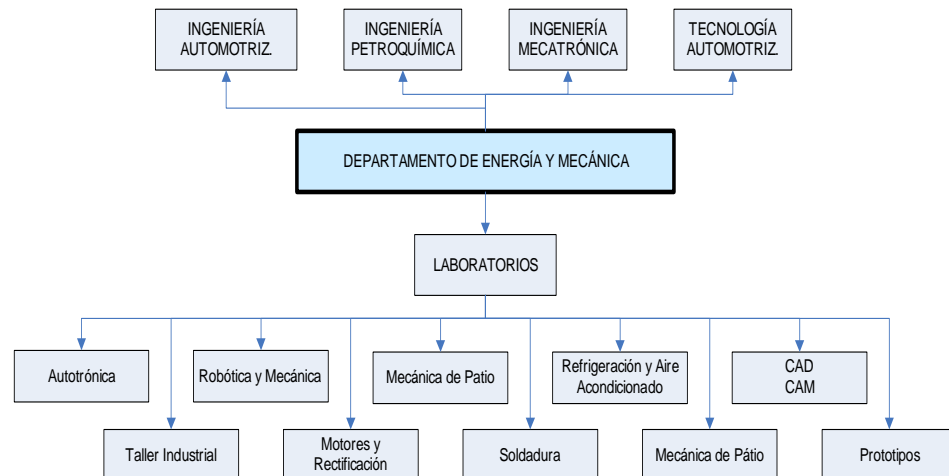 INGENIERÍA
AUTOMOTRIZ.
INGENIERÍA
PETROQUÍMICA
INGENIERÍA
MECATRÓNICA
TECNOLOGÍA
AUTOMOTRIZ.
DEPARTAMENTO DE ENERGÍA Y MECÁNICA
LABORATORIOS
Autotrónica
Robótica y Mecánica
Mecánica de Patio
Refrigeración y Aire
Acondicionado
CAD
CAM
Taller Industrial
Motores y
Rectificación
Soldadura
Mecánica de Pátio
Prototipos